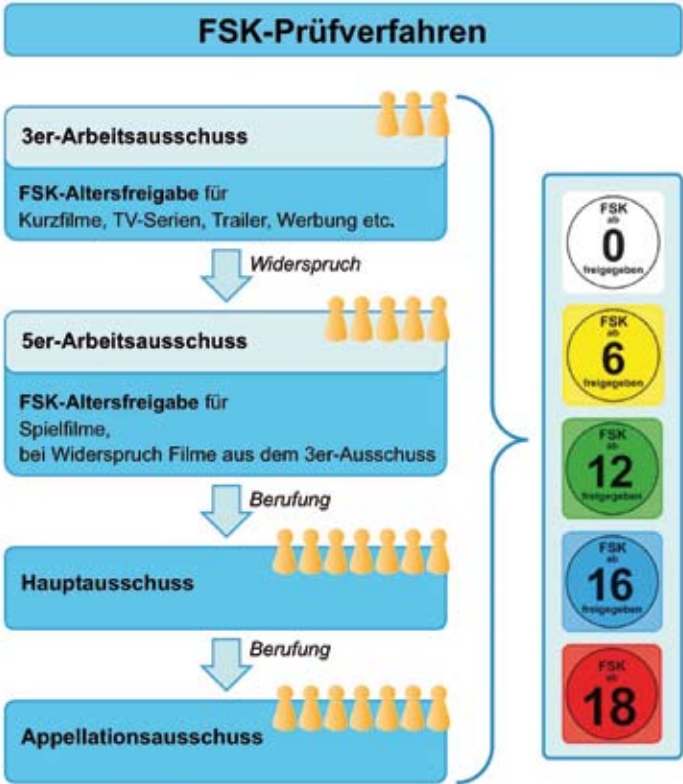 FSK-Prüfverfahren
3er-Arbeitsausschuss
FSK-Altersfreigabe für
Kurzfilme, TV-Serien, Trailer, Werbung etc.
Widerspruch
5er-Arbeitsausschuss
FSK-Altersfreigabe für
Spielfilme,
bei Widerspruch Filme aus dem 3er-Ausschuss
Berufung
Hauptausschuss
Berufung
Appellationsausschuss
FSK
ab
0
freigegeben
FSK
ab
6
freigegeben
FSK
ab
12
freigegeben
FSK
ab
16
freigegeben
FSK
ab
18